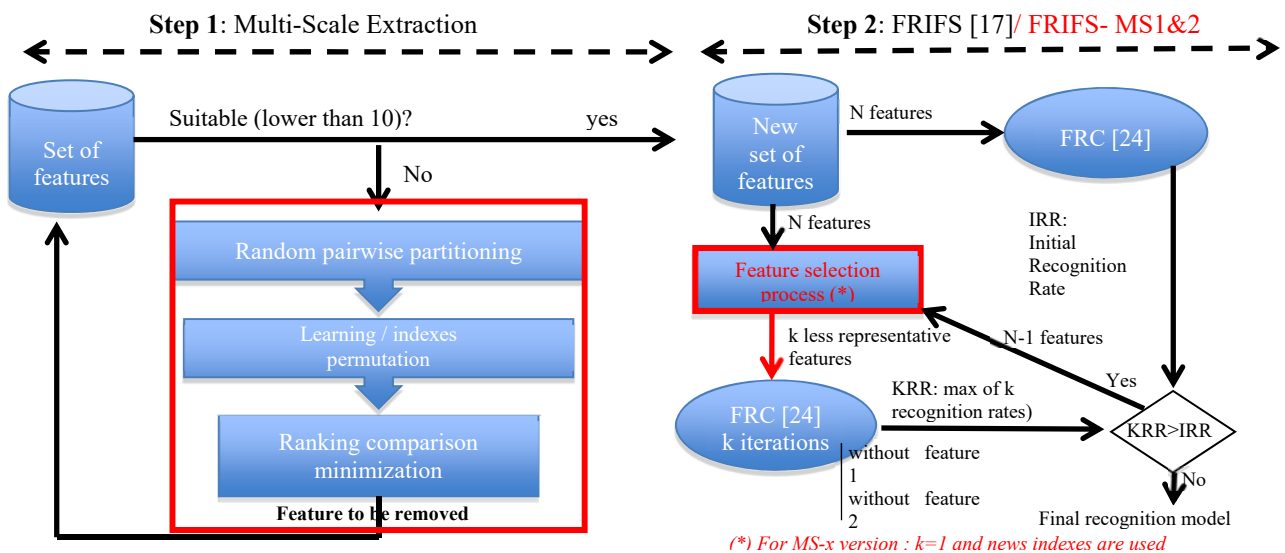 Step 1: Multi-Scale Extraction
Suitable (lower than 10)?
yes
Set of
features
No
Random pairwise partitioning
Learning / indexes
permutation
Ranking comparison
minimization
Feature to be removed
Step 2: FRIFS [17]/ FRIFS- MS1&2
New
set of
features
N features
FRC [24]
N features
IRR:
Initial
Recognition
Rate
Feature selection
process (*)
k less representative
features
N-1 features
Yes
FRC [24]
k iterations
KRR: max of k
recognition rates)
KRR>IRR
without feature
1
without feature
2
No
Final recognition model
(*) For MS-x version : k=1 and news indexes are used